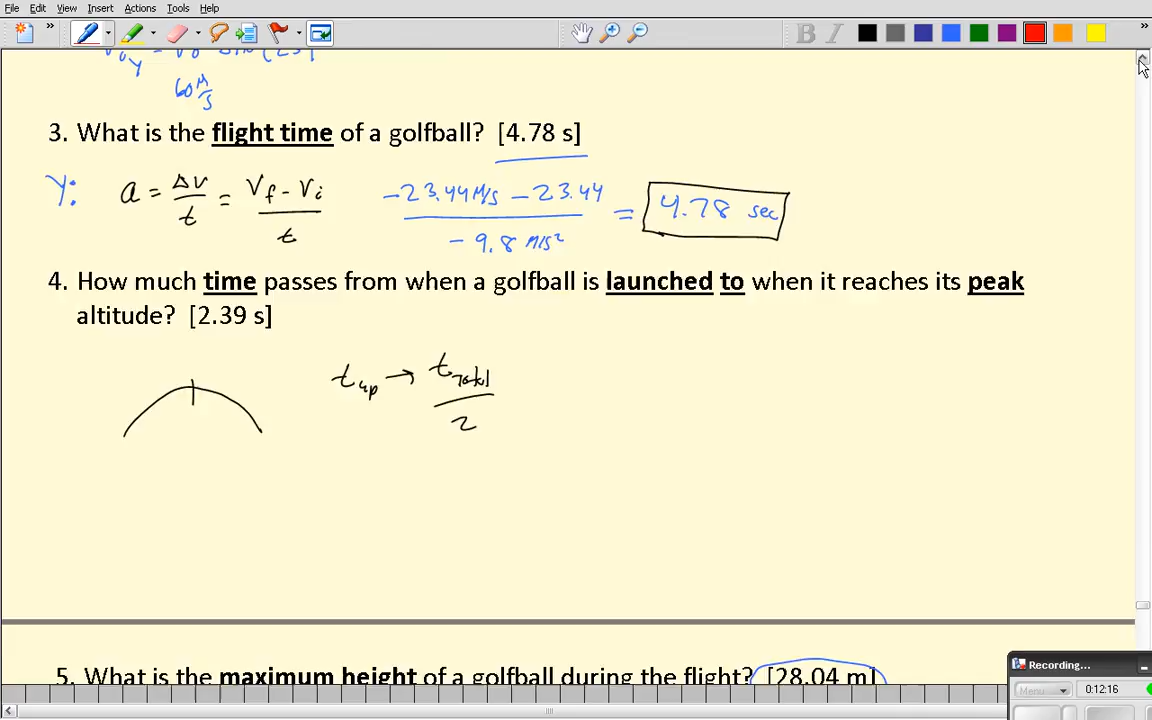 File Edit View Insert Actions Tools Help
» B I »
60 M/S
3. What is the flight time of a golfball? [4.78 s]
Y: a = Δv/t = Vf - Vi / t -23.44 M/s - 23.44 / -9.8 M/s² = 4.78 sec
4. How much time passes from when a golfball is launched to when it reaches its peak
altitude? [2.39 s]
t up → t Total / 2
5. What is the maximum height of a golfball during the flight? [28.04 m]
Recording...
Menu 0:12:16